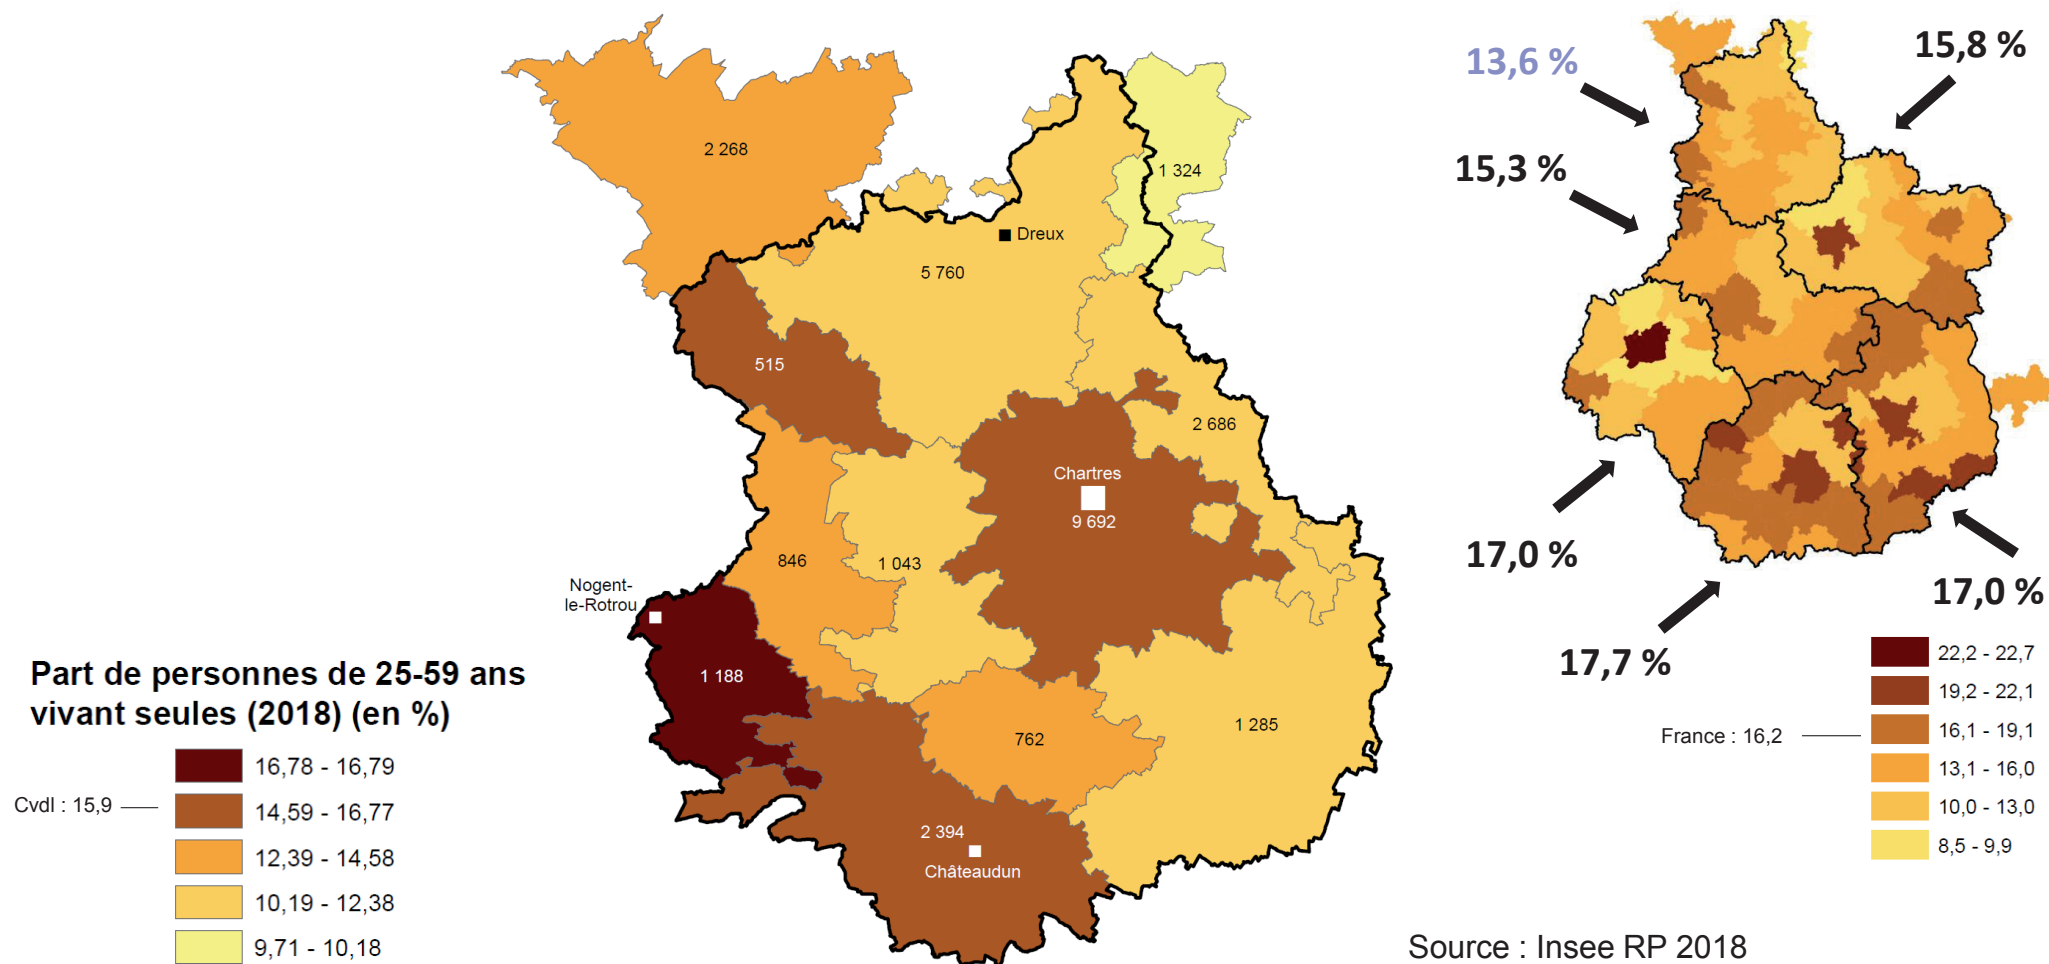 13,6 %
15,8 %
15,3 %
17,0 %
17,7 %
17,0 %
2 268
1 324
Dreux
5 760
515
2 686
Chartres
9 692
846
1 043
Nogent-
le-Rotrou
1 188
762
1 285
2 394
Châteaudun
Part de personnes de 25-59 ans
vivant seules (2018) (en %)
16,78 - 16,79
Cvdl : 15,9
14,59 - 16,77
12,39 - 14,58
10,19 - 12,38
9,71 - 10,18
22,2 - 22,7
19,2 - 22,1
France : 16,2
16,1 - 19,1
13,1 - 16,0
10,0 - 13,0
8,5 - 9,9
Source : Insee RP 2018